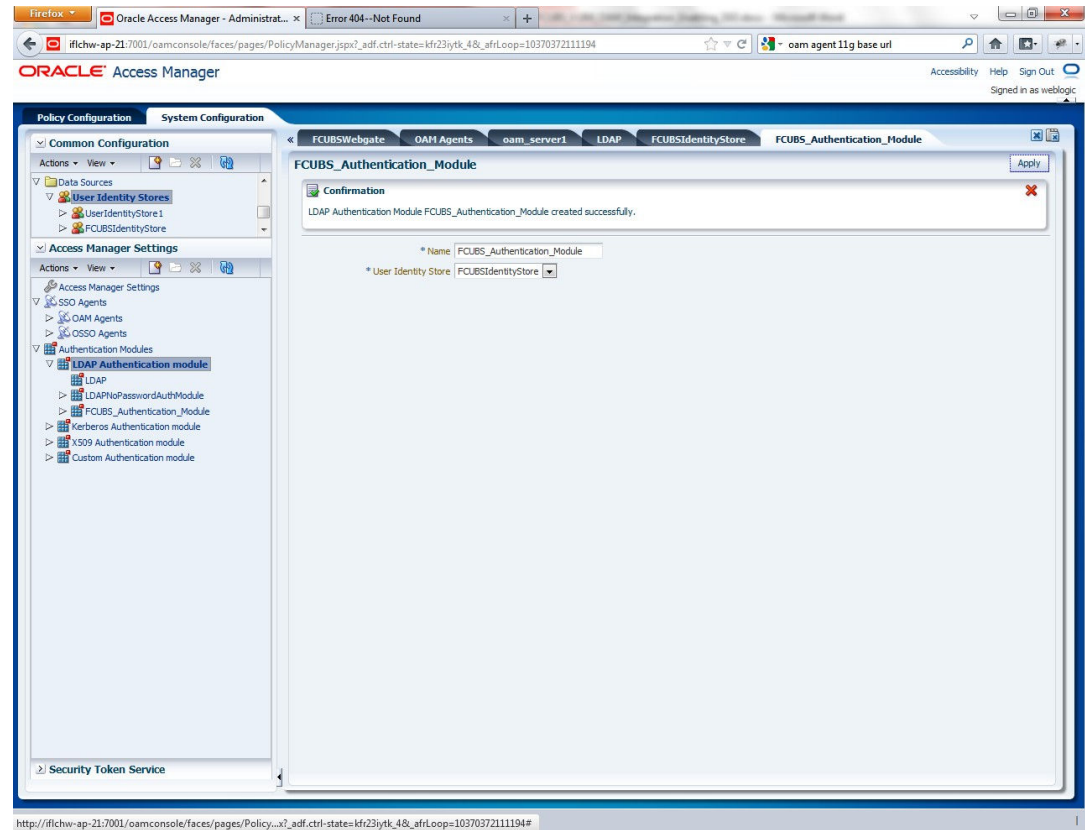 Firefox
Oracle Access Manager - Administrat...
Error 404--Not Found
iflchw-ap-21:7001/oamconsole/faces/pages/PolicyManager.jspx?_adf.ctrl-state=kfr23iytk_4&_afrLoop=10370372111194
oam agent 11g base url
ORACLE Access Manager
Accessibility Help Sign Out
Signed in as weblogic
Policy Configuration System Configuration
Common Configuration
Actions View
Data Sources
User Identity Stores
UserIdentityStore1
FCUBSIdentityStore
Access Manager Settings
Actions View
Access Manager Settings
SSO Agents
OAM Agents
OSSO Agents
Authentication Modules
LDAP Authentication module
LDAP
LDAPNoPasswordAuthModule
FCUBS_Authentication_Module
Kerberos Authentication module
X509 Authentication module
Custom Authentication module
Security Token Service
« FCUBSWebgate OAM Agents oam_server1 LDAP FCUBSIdentityStore FCUBS_Authentication_Module
FCUBS_Authentication_Module
Apply
Confirmation
LDAP Authentication Module FCUBS_Authentication_Module created successfully.
* Name FCUBS_Authentication_Module
* User Identity Store FCUBSIdentityStore
http://iflchw-ap-21:7001/oamconsole/faces/pages/Policy...x?_adf.ctrl-state=kfr23iytk_4&_afrLoop=10370372111194#